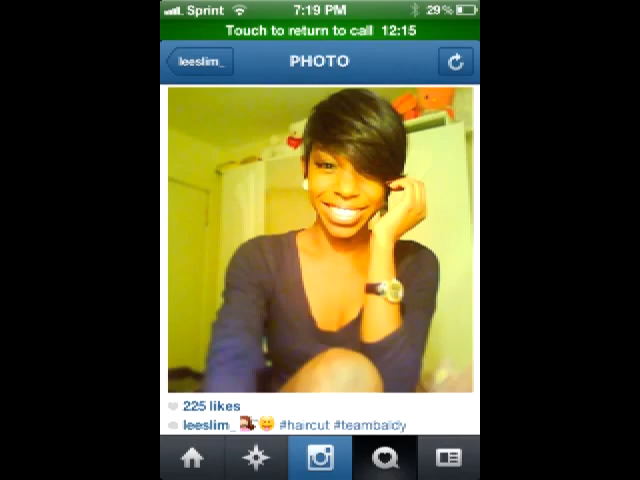 Sprint 7:19 PM 29%
Touch to return to call 12:15
leeslim_ PHOTO
225 likes
leeslim_ #haircut #teambaldy